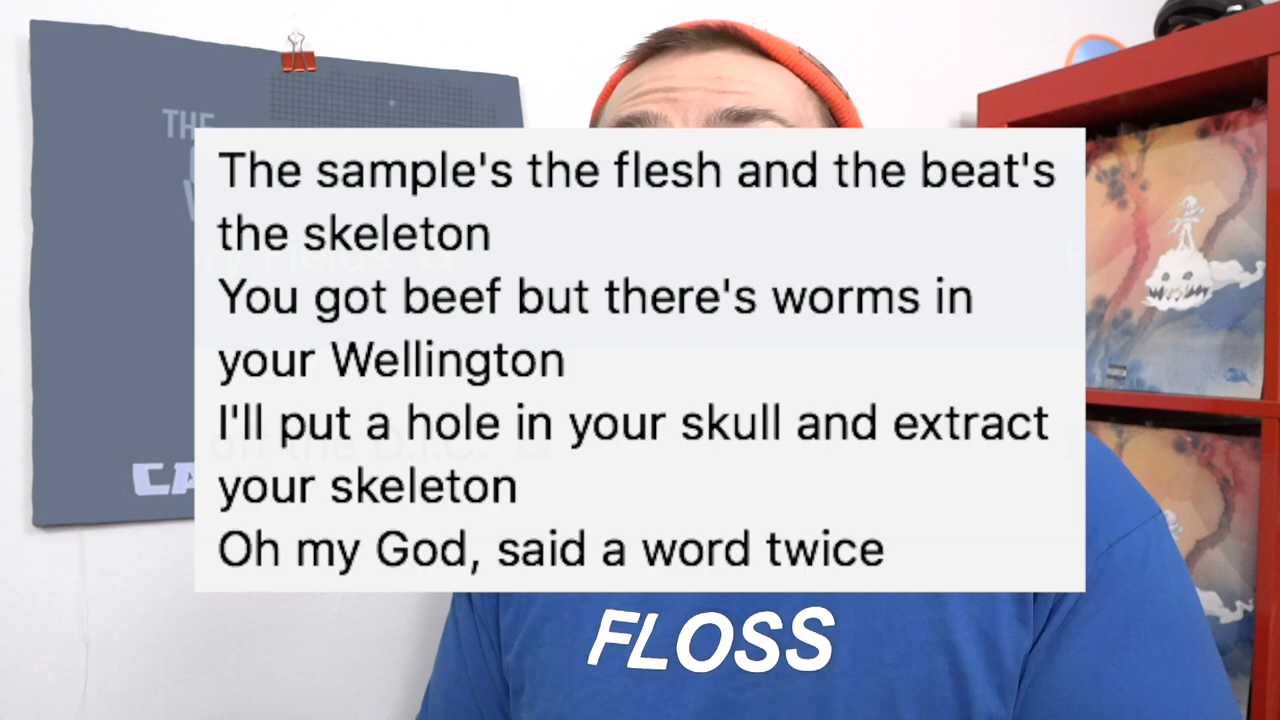 THE
The sample's the flesh and the beat's
the skeleton
You got beef but there's worms in
your Wellington
I'll put a hole in your skull and extract
your skeleton
Oh my God, said a word twice
FLOSS